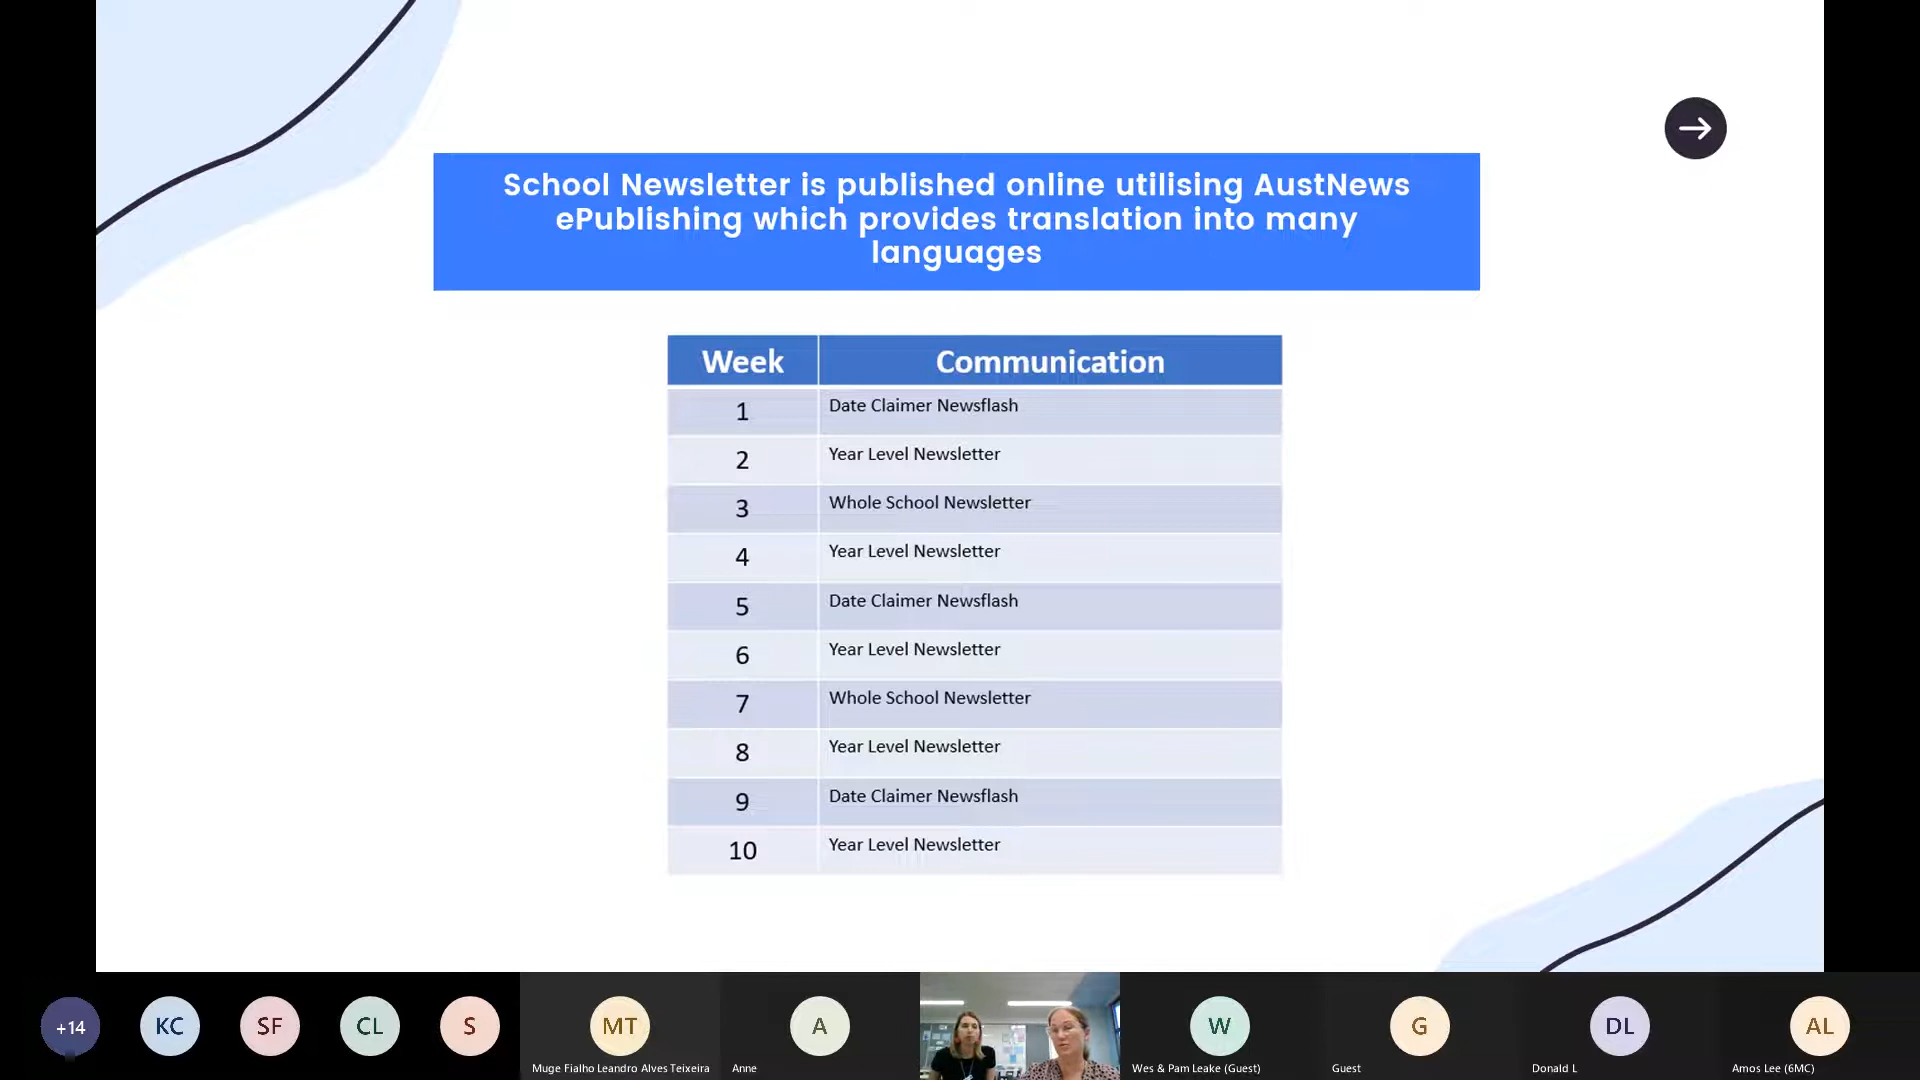 School Newsletter is published online utilising AustNews
ePublishing which provides translation into many
languages
Week Communication
1 Date Claimer Newsflash
2 Year Level Newsletter
3 Whole School Newsletter
4 Year Level Newsletter
5 Date Claimer Newsflash
6 Year Level Newsletter
7 Whole School Newsletter
8 Year Level Newsletter
9 Date Claimer Newsflash
10 Year Level Newsletter
+14 KC SF CL S MT A W G DL AL
Muge Fialho Leandro Alves Teixeira Anne Wes & Pam Leake (Guest) Guest Donald L Amos Lee (6MC)